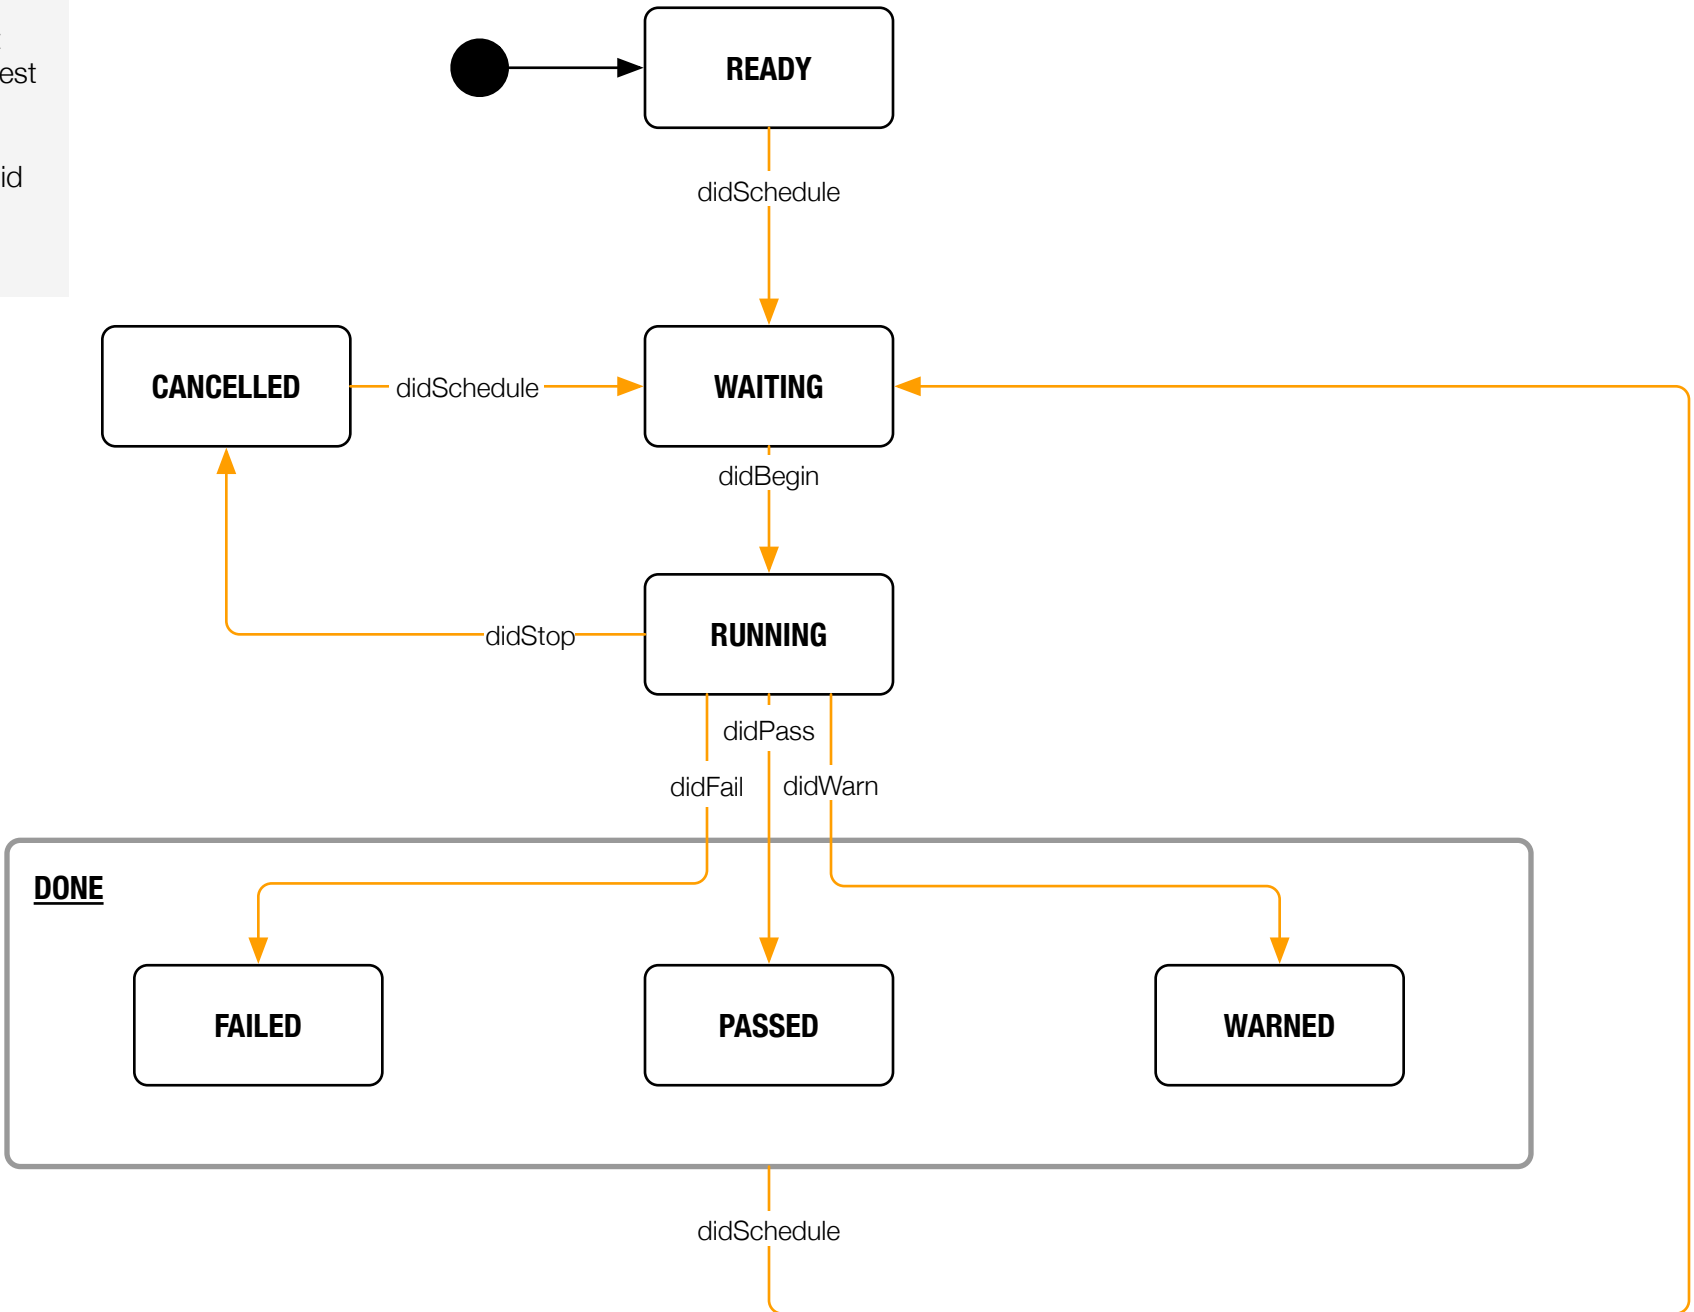 est
id
READY
didSchedule
CANCELLED
didSchedule
WAITING
didBegin
didStop
RUNNING
didPass
didFail
didWarn
DONE
FAILED
PASSED
WARNED
didSchedule